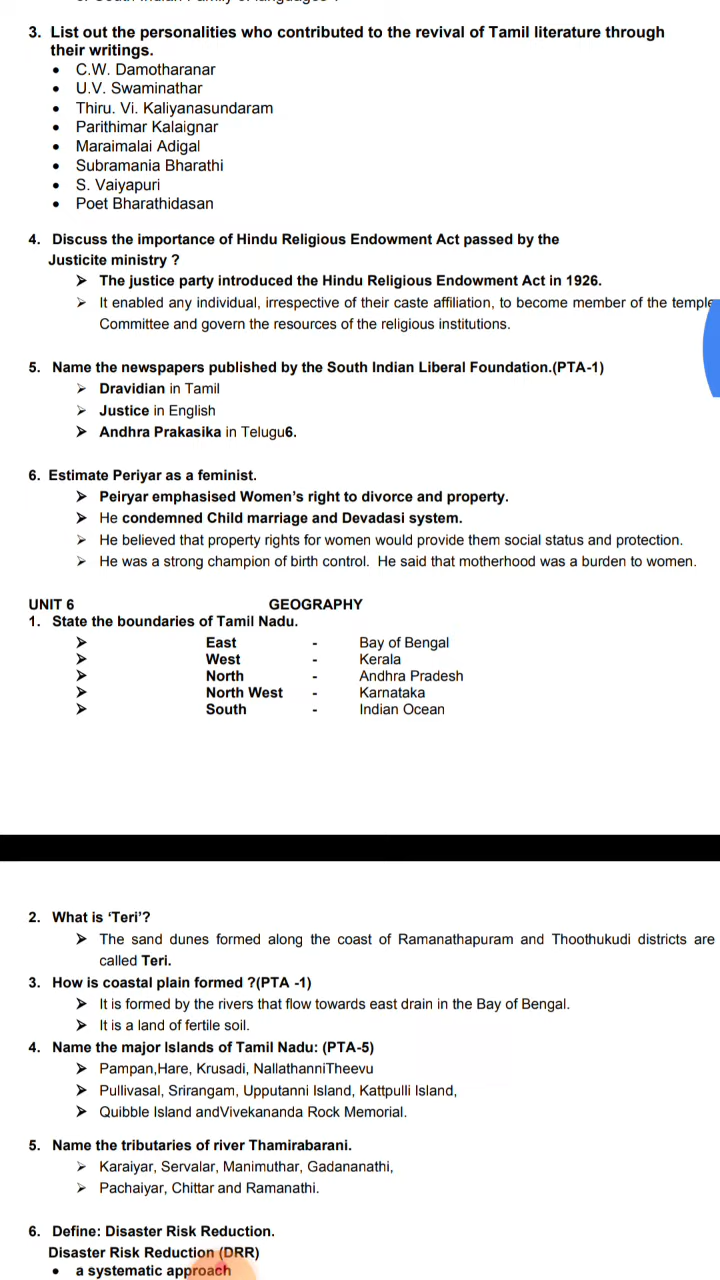 3. List out the personalities who contributed to the revival of Tamil literature through
their writings.
• C.W. Damotharanar
• U.V. Swaminathar
• Thiru. Vi. Kaliyanasundaram
• Parithimar Kalaignar
• Maraimalai Adigal
• Subramania Bharathi
• S. Vaiyapuri
• Poet Bharathidasan
4. Discuss the importance of Hindu Religious Endowment Act passed by the
Justicite ministry ?
➤ The justice party introduced the Hindu Religious Endowment Act in 1926.
➤ It enabled any individual, irrespective of their caste affiliation, to become member of the temple
Committee and govern the resources of the religious institutions.
5. Name the newspapers published by the South Indian Liberal Foundation.(PTA-1)
➤ Dravidian in Tamil
➤ Justice in English
➤ Andhra Prakasika in Telugu6.
6. Estimate Periyar as a feminist.
➤ Peiryar emphasised Women's right to divorce and property.
➤ He condemned Child marriage and Devadasi system.
➤ He believed that property rights for women would provide them social status and protection.
➤ He was a strong champion of birth control. He said that motherhood was a burden to women.
UNIT 6 GEOGRAPHY
1. State the boundaries of Tamil Nadu.
➤ East - Bay of Bengal
➤ West - Kerala
➤ North - Andhra Pradesh
➤ North West - Karnataka
➤ South - Indian Ocean
2. What is 'Teri'?
➤ The sand dunes formed along the coast of Ramanathapuram and Thoothukudi districts are
called Teri.
3. How is coastal plain formed ?(PTA -1)
➤ It is formed by the rivers that flow towards east drain in the Bay of Bengal.
➤ It is a land of fertile soil.
4. Name the major Islands of Tamil Nadu: (PTA-5)
➤ Pampan,Hare, Krusadi, NallathanniTheevu
➤ Pullivasal, Srirangam, Upputanni Island, Kattpulli Island,
➤ Quibble Island andVivekananda Rock Memorial.
5. Name the tributaries of river Thamirabarani.
➤ Karaiyar, Servalar, Manimuthar, Gadananathi,
➤ Pachaiyar, Chittar and Ramanathi.
6. Define: Disaster Risk Reduction.
Disaster Risk Reduction (DRR)
• a systematic approach